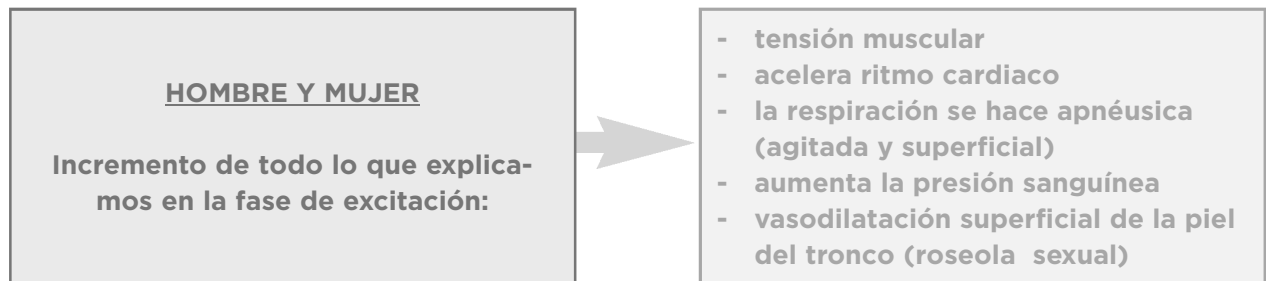 HOMBRE Y MUJER
Incremento de todo lo que explica-
mos en la fase de excitación:
- tensión muscular
- acelera ritmo cardiaco
- la respiración se hace apnéusica
(agitada y superficial)
- aumenta la presión sanguínea
- vasodilatación superficial de la piel
del tronco (roseola sexual)